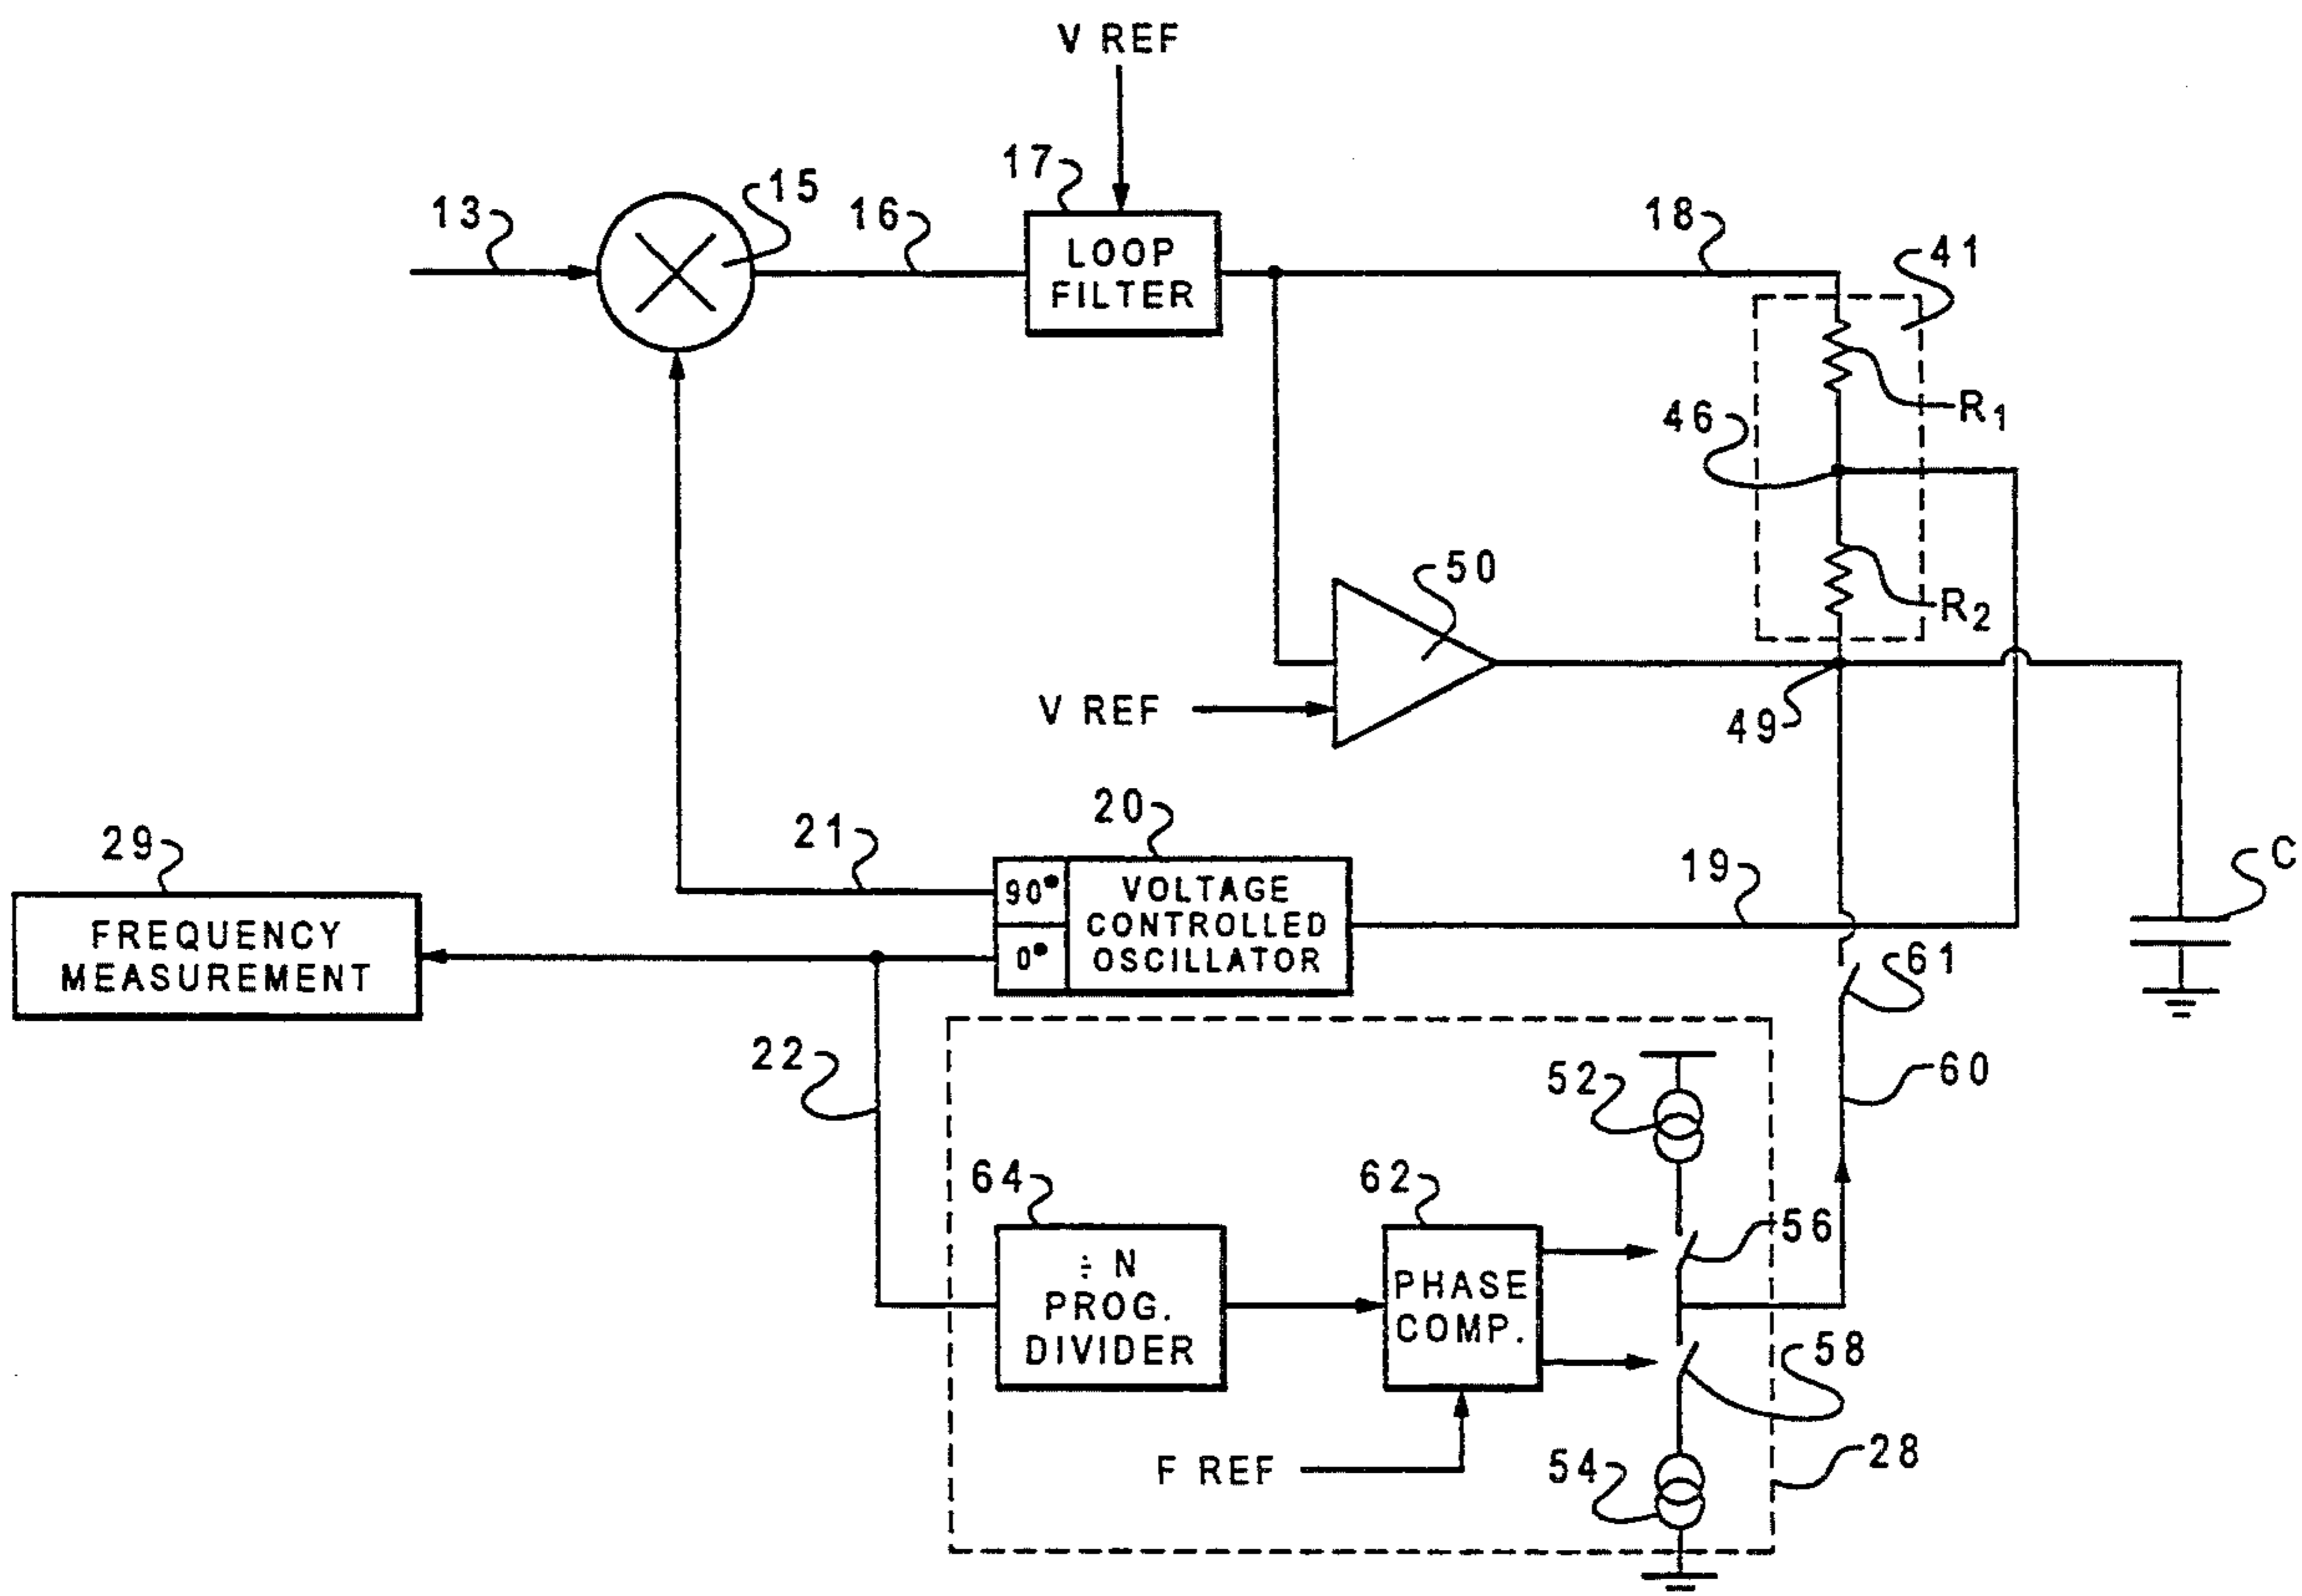 V REF
17
15
13
16
18
41
LOOP
FILTER
R1
46
50
R2
V REF
49
20
21
29
19
C
90°
VOLTAGE
CONTROLLED
OSCILLATOR
0°
FREQUENCY
MEASUREMENT
61
22
52
60
64
62
56
÷ N
PROG.
DIVIDER
PHASE
COMP.
58
F REF
54
28